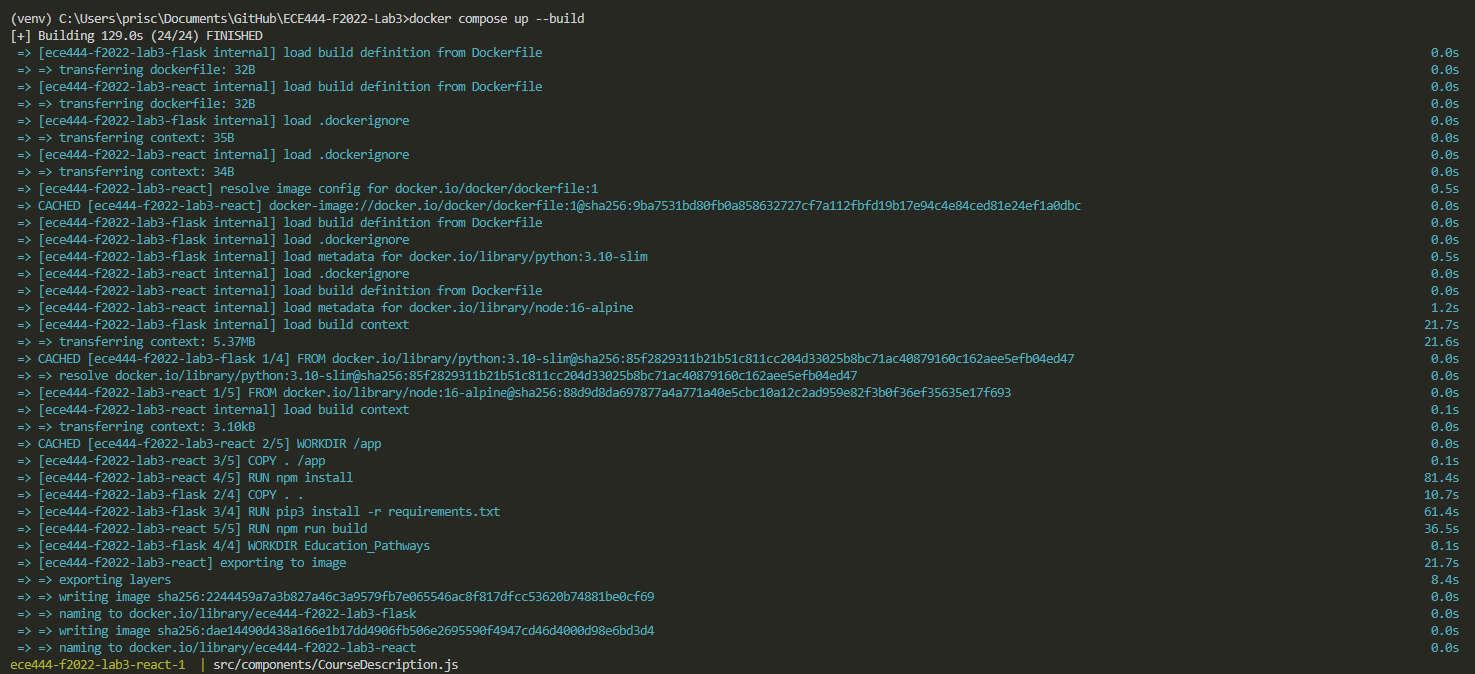 (venv) C:\Users\prisc\Documents\GitHub\ECE444-F2022-Lab3>docker compose up --build
[+] Building 129.0s (24/24) FINISHED
=> [ece444-f2022-lab3-flask internal] load build definition from Dockerfile 0.0s
=> => transferring dockerfile: 32B 0.0s
=> [ece444-f2022-lab3-react internal] load build definition from Dockerfile 0.0s
=> => transferring dockerfile: 32B 0.0s
=> [ece444-f2022-lab3-flask internal] load .dockerignore 0.0s
=> => transferring context: 35B 0.0s
=> [ece444-f2022-lab3-react internal] load .dockerignore 0.0s
=> => transferring context: 34B 0.0s
=> [ece444-f2022-lab3-react] resolve image config for docker.io/docker/dockerfile:1 0.5s
=> CACHED [ece444-f2022-lab3-react] docker-image://docker.io/docker/dockerfile:1@sha256:9ba7531bd80fb0a858632727cf7a112fbfd19b17e94c4e84ced81e24ef1a0dbc 0.0s
=> [ece444-f2022-lab3-flask internal] load build definition from Dockerfile 0.0s
=> [ece444-f2022-lab3-flask internal] load .dockerignore 0.0s
=> [ece444-f2022-lab3-flask internal] load metadata for docker.io/library/python:3.10-slim 0.5s
=> [ece444-f2022-lab3-react internal] load .dockerignore 0.0s
=> [ece444-f2022-lab3-react internal] load build definition from Dockerfile 0.0s
=> [ece444-f2022-lab3-react internal] load metadata for docker.io/library/node:16-alpine 1.2s
=> [ece444-f2022-lab3-flask internal] load build context 21.7s
=> => transferring context: 5.37MB 21.6s
=> CACHED [ece444-f2022-lab3-flask 1/4] FROM docker.io/library/python:3.10-slim@sha256:85f2829311b21b51c811cc204d33025b8bc71ac40879160c162aee5efb04ed47 0.0s
=> => resolve docker.io/library/python:3.10-slim@sha256:85f2829311b21b51c811cc204d33025b8bc71ac40879160c162aee5efb04ed47 0.0s
=> [ece444-f2022-lab3-react 1/5] FROM docker.io/library/node:16-alpine@sha256:88d9d8da697877a4a771a40e5cbc10a12c2ad959e82f3b0f36ef35635e17f693 0.0s
=> [ece444-f2022-lab3-react internal] load build context 0.1s
=> => transferring context: 3.10kB 0.0s
=> CACHED [ece444-f2022-lab3-react 2/5] WORKDIR /app 0.0s
=> [ece444-f2022-lab3-react 3/5] COPY . /app 0.1s
=> [ece444-f2022-lab3-react 4/5] RUN npm install 81.4s
=> [ece444-f2022-lab3-flask 2/4] COPY . . 10.7s
=> [ece444-f2022-lab3-flask 3/4] RUN pip3 install -r requirements.txt 61.4s
=> [ece444-f2022-lab3-react 5/5] RUN npm run build 36.5s
=> [ece444-f2022-lab3-flask 4/4] WORKDIR Education_Pathways 0.1s
=> [ece444-f2022-lab3-react] exporting to image 21.7s
=> => exporting layers 8.4s
=> => writing image sha256:2244459a7a3b827a46c3a9579fb7e065546ac8f817dfcc53620b74881be0cf69 0.0s
=> => naming to docker.io/library/ece444-f2022-lab3-flask 0.0s
=> => writing image sha256:dae14490d438a166e1b17dd4906fb506e2695590f4947cd46d4000d98e6bd3d4 0.0s
=> => naming to docker.io/library/ece444-f2022-lab3-react 0.0s
ece444-f2022-lab3-react-1 | src/components/CourseDescription.js